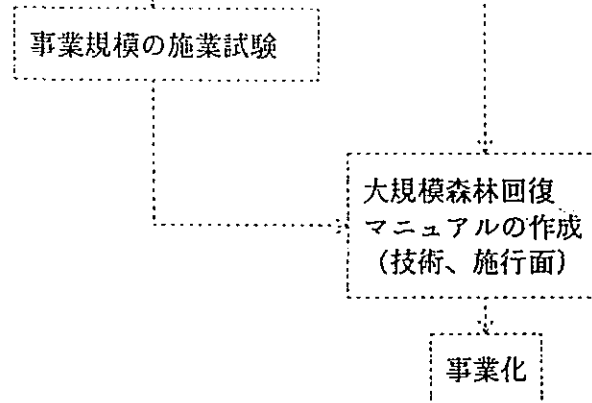 事業規模の施業試験
大規模森林回復
マニュアルの作成
（技術、施行面）
事業化